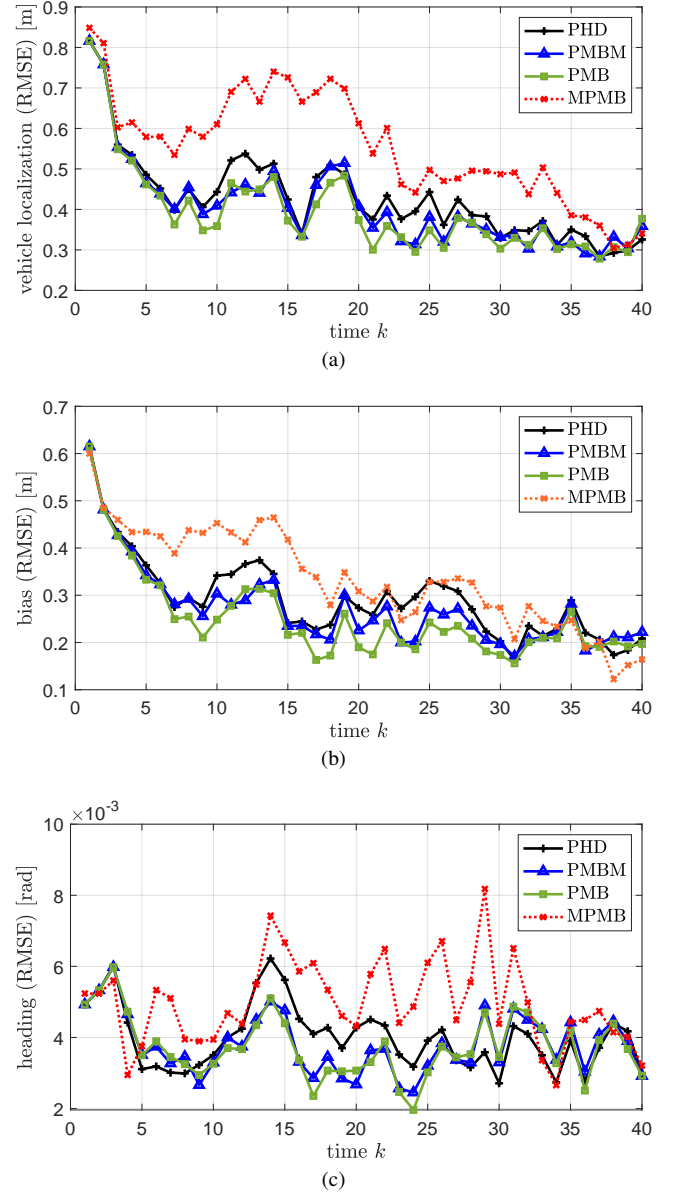 vehicle localization (RMSE) [m]
0.9
0.8
0.7
0.6
0.5
0.4
0.3
0.2
PHD
PMBM
PMB
MPMB
0 5 10 15 20 25 30 35 40
time k
(a)
bias (RMSE) [m]
0.7
0.6
0.5
0.4
0.3
0.2
0.1
PHD
PMBM
PMB
MPMB
0 5 10 15 20 25 30 35 40
time k
(b)
heading (RMSE) [rad]
×10⁻³
10
8
6
4
2
PHD
PMBM
PMB
MPMB
0 5 10 15 20 25 30 35 40
time k
(c)